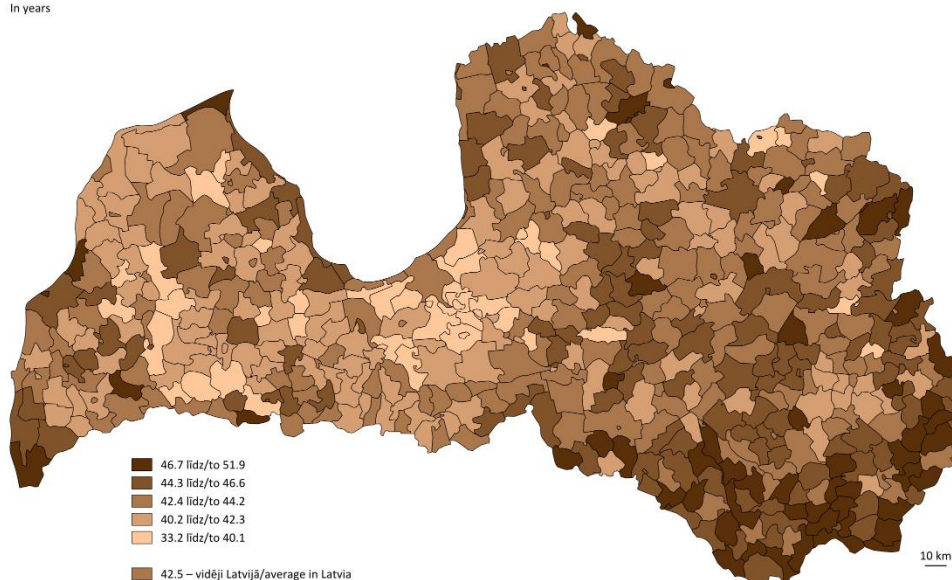 In years
46.7 līdz/to 51.9
44.3 līdz/to 46.6
42.4 līdz/to 44.2
40.2 līdz/to 42.3
33.2 līdz/to 40.1
42.5 – vidēji Latvijā/average in Latvia
10 km